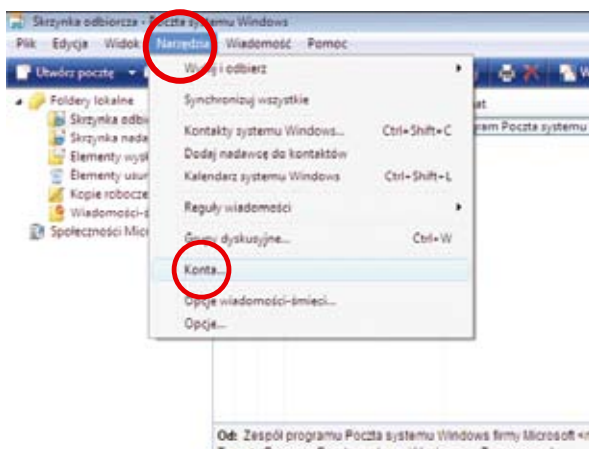 Skrzynka odbiorcza - Poczta systemu Windows
Plik Edycja Widok Narzędzia Wiadomość Pomoc
Utwórz pocztę
Wyślij i odbierz
Synchronizuj wszystkie
Kontakty systemu Windows... Ctrl+Shift+C
Dodaj nadawcę do kontaktów
Kalendarz systemu Windows Ctrl+Shift+L
Reguły wiadomości
Grupy dyskusyjne... Ctrl+W
Konta...
Opcje wiadomości-śmieci...
Opcje...
Foldery lokalne
Skrzynka odbi
Skrzynka nada
Elementy wysł
Elementy usun
Kopie robocze
Wiadomości-ś
Społeczności Micr
at
ram Poczta systemu
Od: Zespół programu Poczta systemu Windows firmy Microsoft